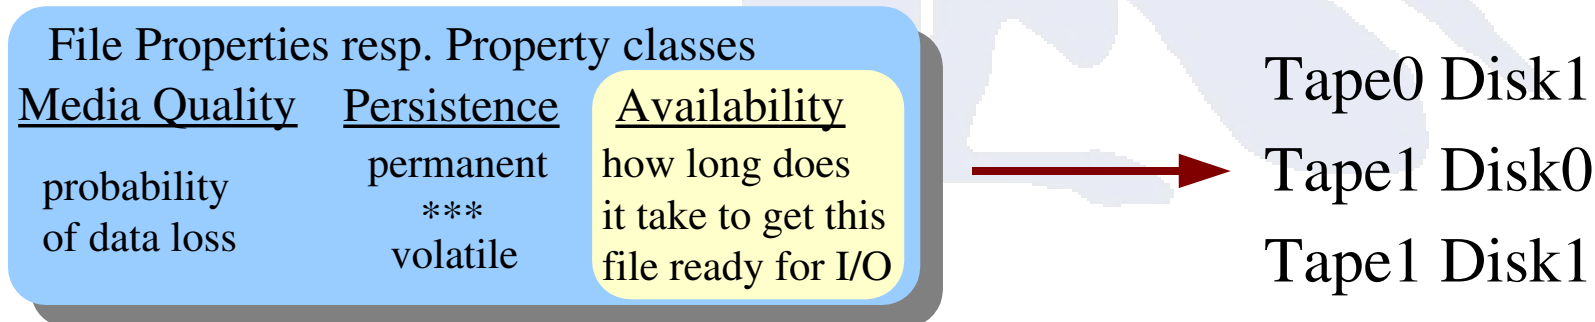 File Properties resp. Property classes
Media Quality
probability
of data loss
Persistence
permanent
***
volatile
Availability
how long does
it take to get this
file ready for I/O
Tape0 Disk1
Tape1 Disk0
Tape1 Disk1